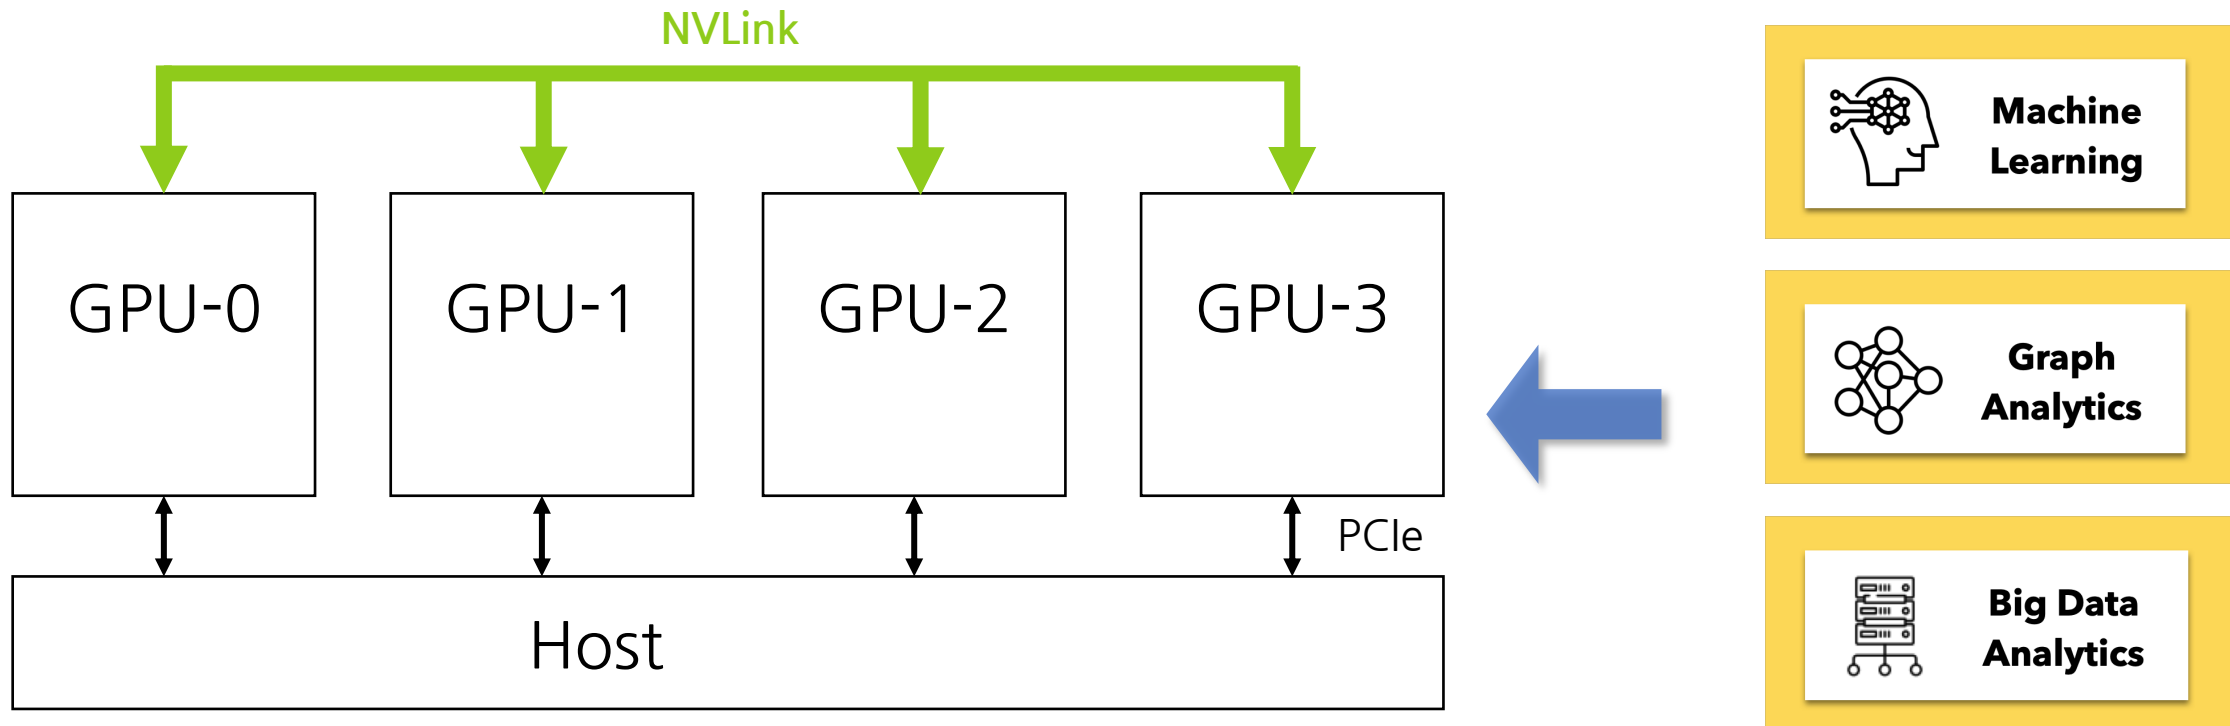 NVLink
GPU-0
GPU-1
GPU-2
GPU-3
PCIe
Host
Machine
Learning
Graph
Analytics
Big Data
Analytics